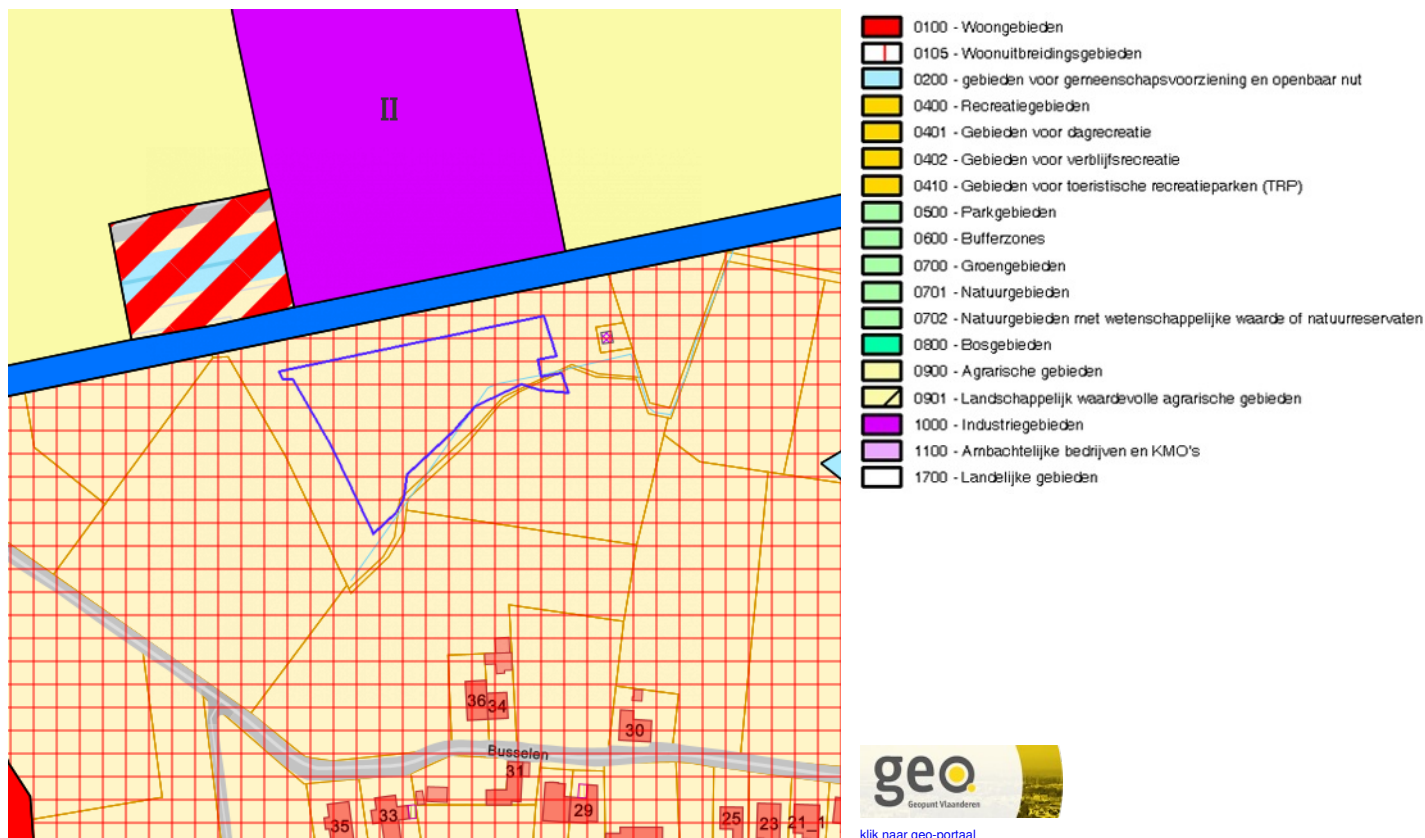 II
36
34
30
Busselen
31
35
33
29
25
23
21_1
0100 - Woongebieden
0105 - Woonuitbreidingsgebieden
0200 - gebieden voor gemeenschapsvoorziening en openbaar nut
0400 - Recreatiegebieden
0401 - Gebieden voor dagrecreatie
0402 - Gebieden voor verblijfsrecreatie
0410 - Gebieden voor toeristische recreatieparken (TRP)
0500 - Parkgebieden
0600 - Bufferzones
0700 - Groengebieden
0701 - Natuurgebieden
0702 - Natuurgebieden met wetenschappelijke waarde of natuurreservaten
0800 - Bosgebieden
0900 - Agrarische gebieden
0901 - Landschappelijk waardevolle agrarische gebieden
1000 - Industriegebieden
1100 - Ambachtelijke bedrijven en KMO's
1700 - Landelijke gebieden
geo
Geopunt Vlaanderen
klik naar geo-portaal